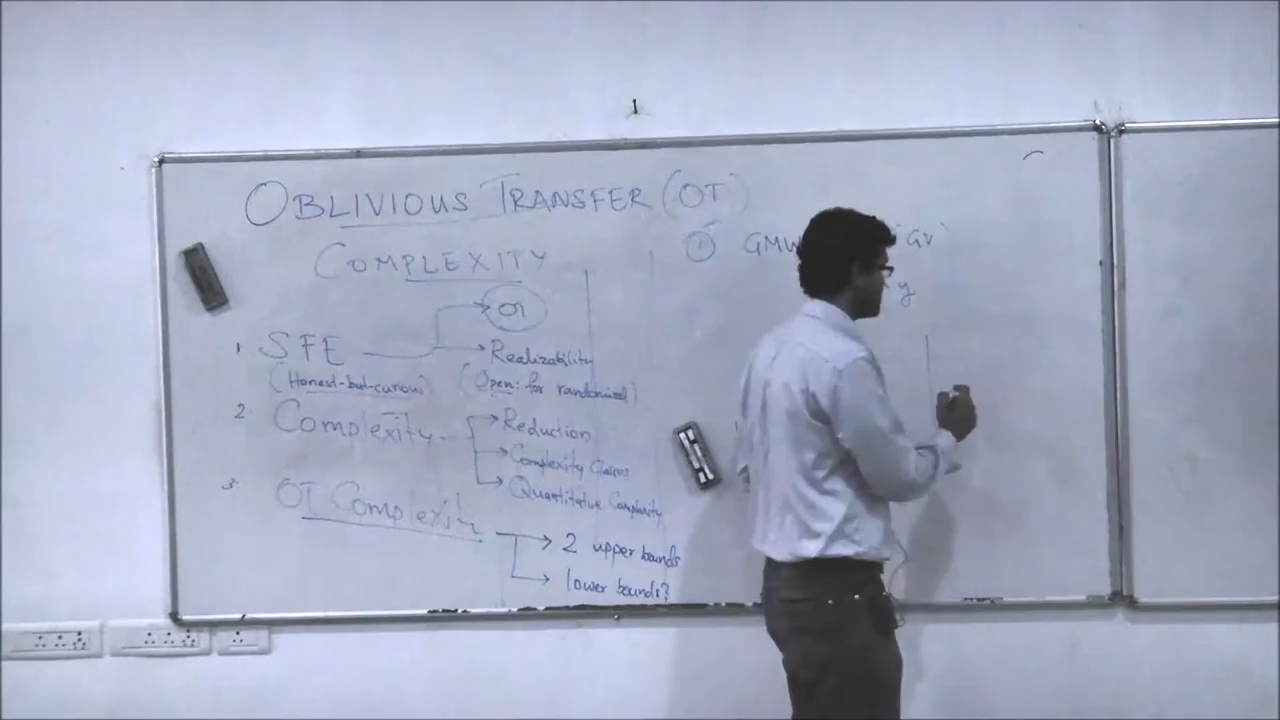 OBLIVIOUS TRANSFER (OT)
COMPLEXITY
OT
1. SFE
Realizability
(Honest-but-curious)
(Open: for randomized)
2. Complexity
Reduction
Complexity Classes
Quantitative Complexity
3. OT Complexity
2 upper bounds
lower bounds?
① GMW
y